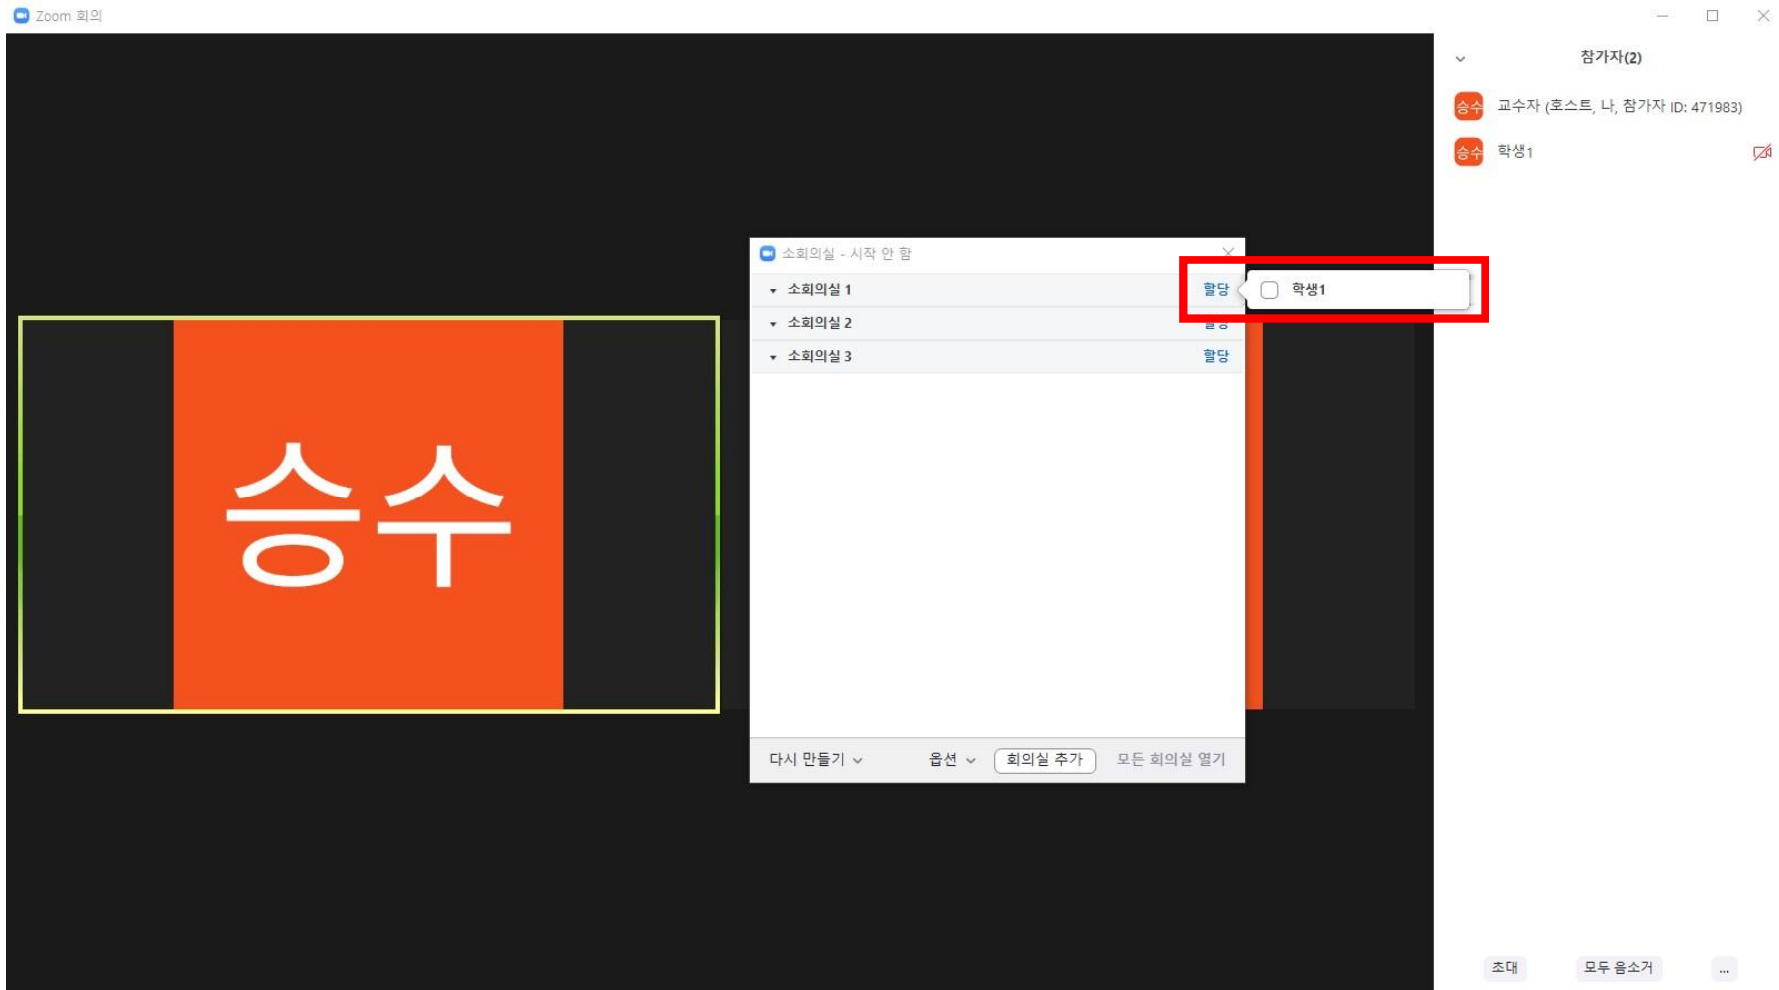 Zoom 회의
참가자(2)
승수 교수자 (호스트, 나, 참가자 ID: 471983)
승수 학생1
소회의실 - 시작 안 함
소회의실 1 할당
학생1
소회의실 2 할당
소회의실 3 할당
승수
다시 만들기 옵션 회의실 추가 모든 회의실 열기
초대 모두 음소거 ...